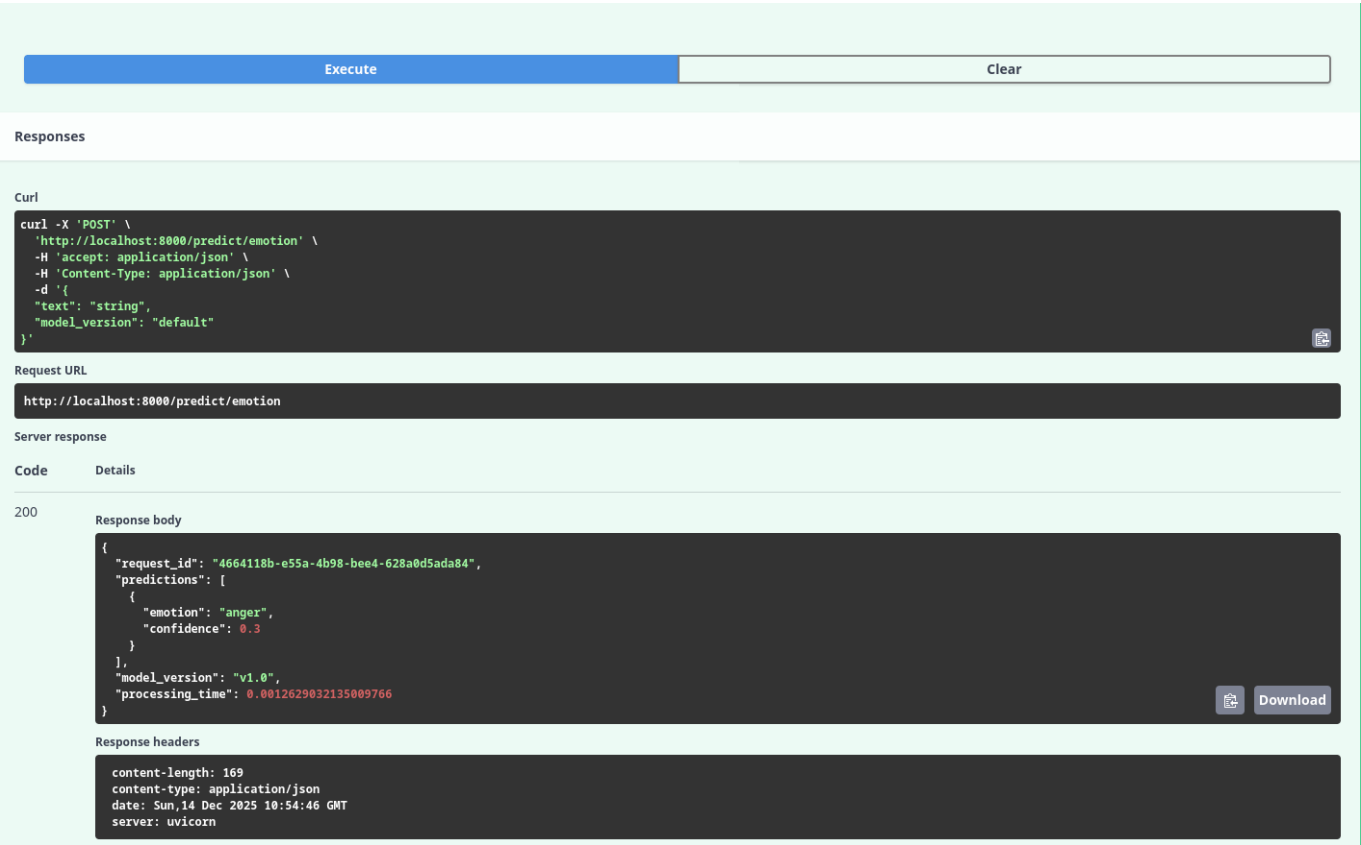 Execute
Clear
Responses
Curl
curl -X 'POST' \
  'http://localhost:8000/predict/emotion' \
  -H 'accept: application/json' \
  -H 'Content-Type: application/json' \
  -d '{
  "text": "string",
  "model_version": "default"
}'
Request URL
http://localhost:8000/predict/emotion
Server response
Code
Details
200
Response body
{
  "request_id": "4664118b-e55a-4b98-bee4-628a0d5ada84",
  "predictions": [
    {
      "emotion": "anger",
      "confidence": 0.3
    }
  ],
  "model_version": "v1.0",
  "processing_time": 0.0012629032135009766
}
Download
Response headers
content-length: 169
content-type: application/json
date: Sun,14 Dec 2025 10:54:46 GMT
server: uvicorn